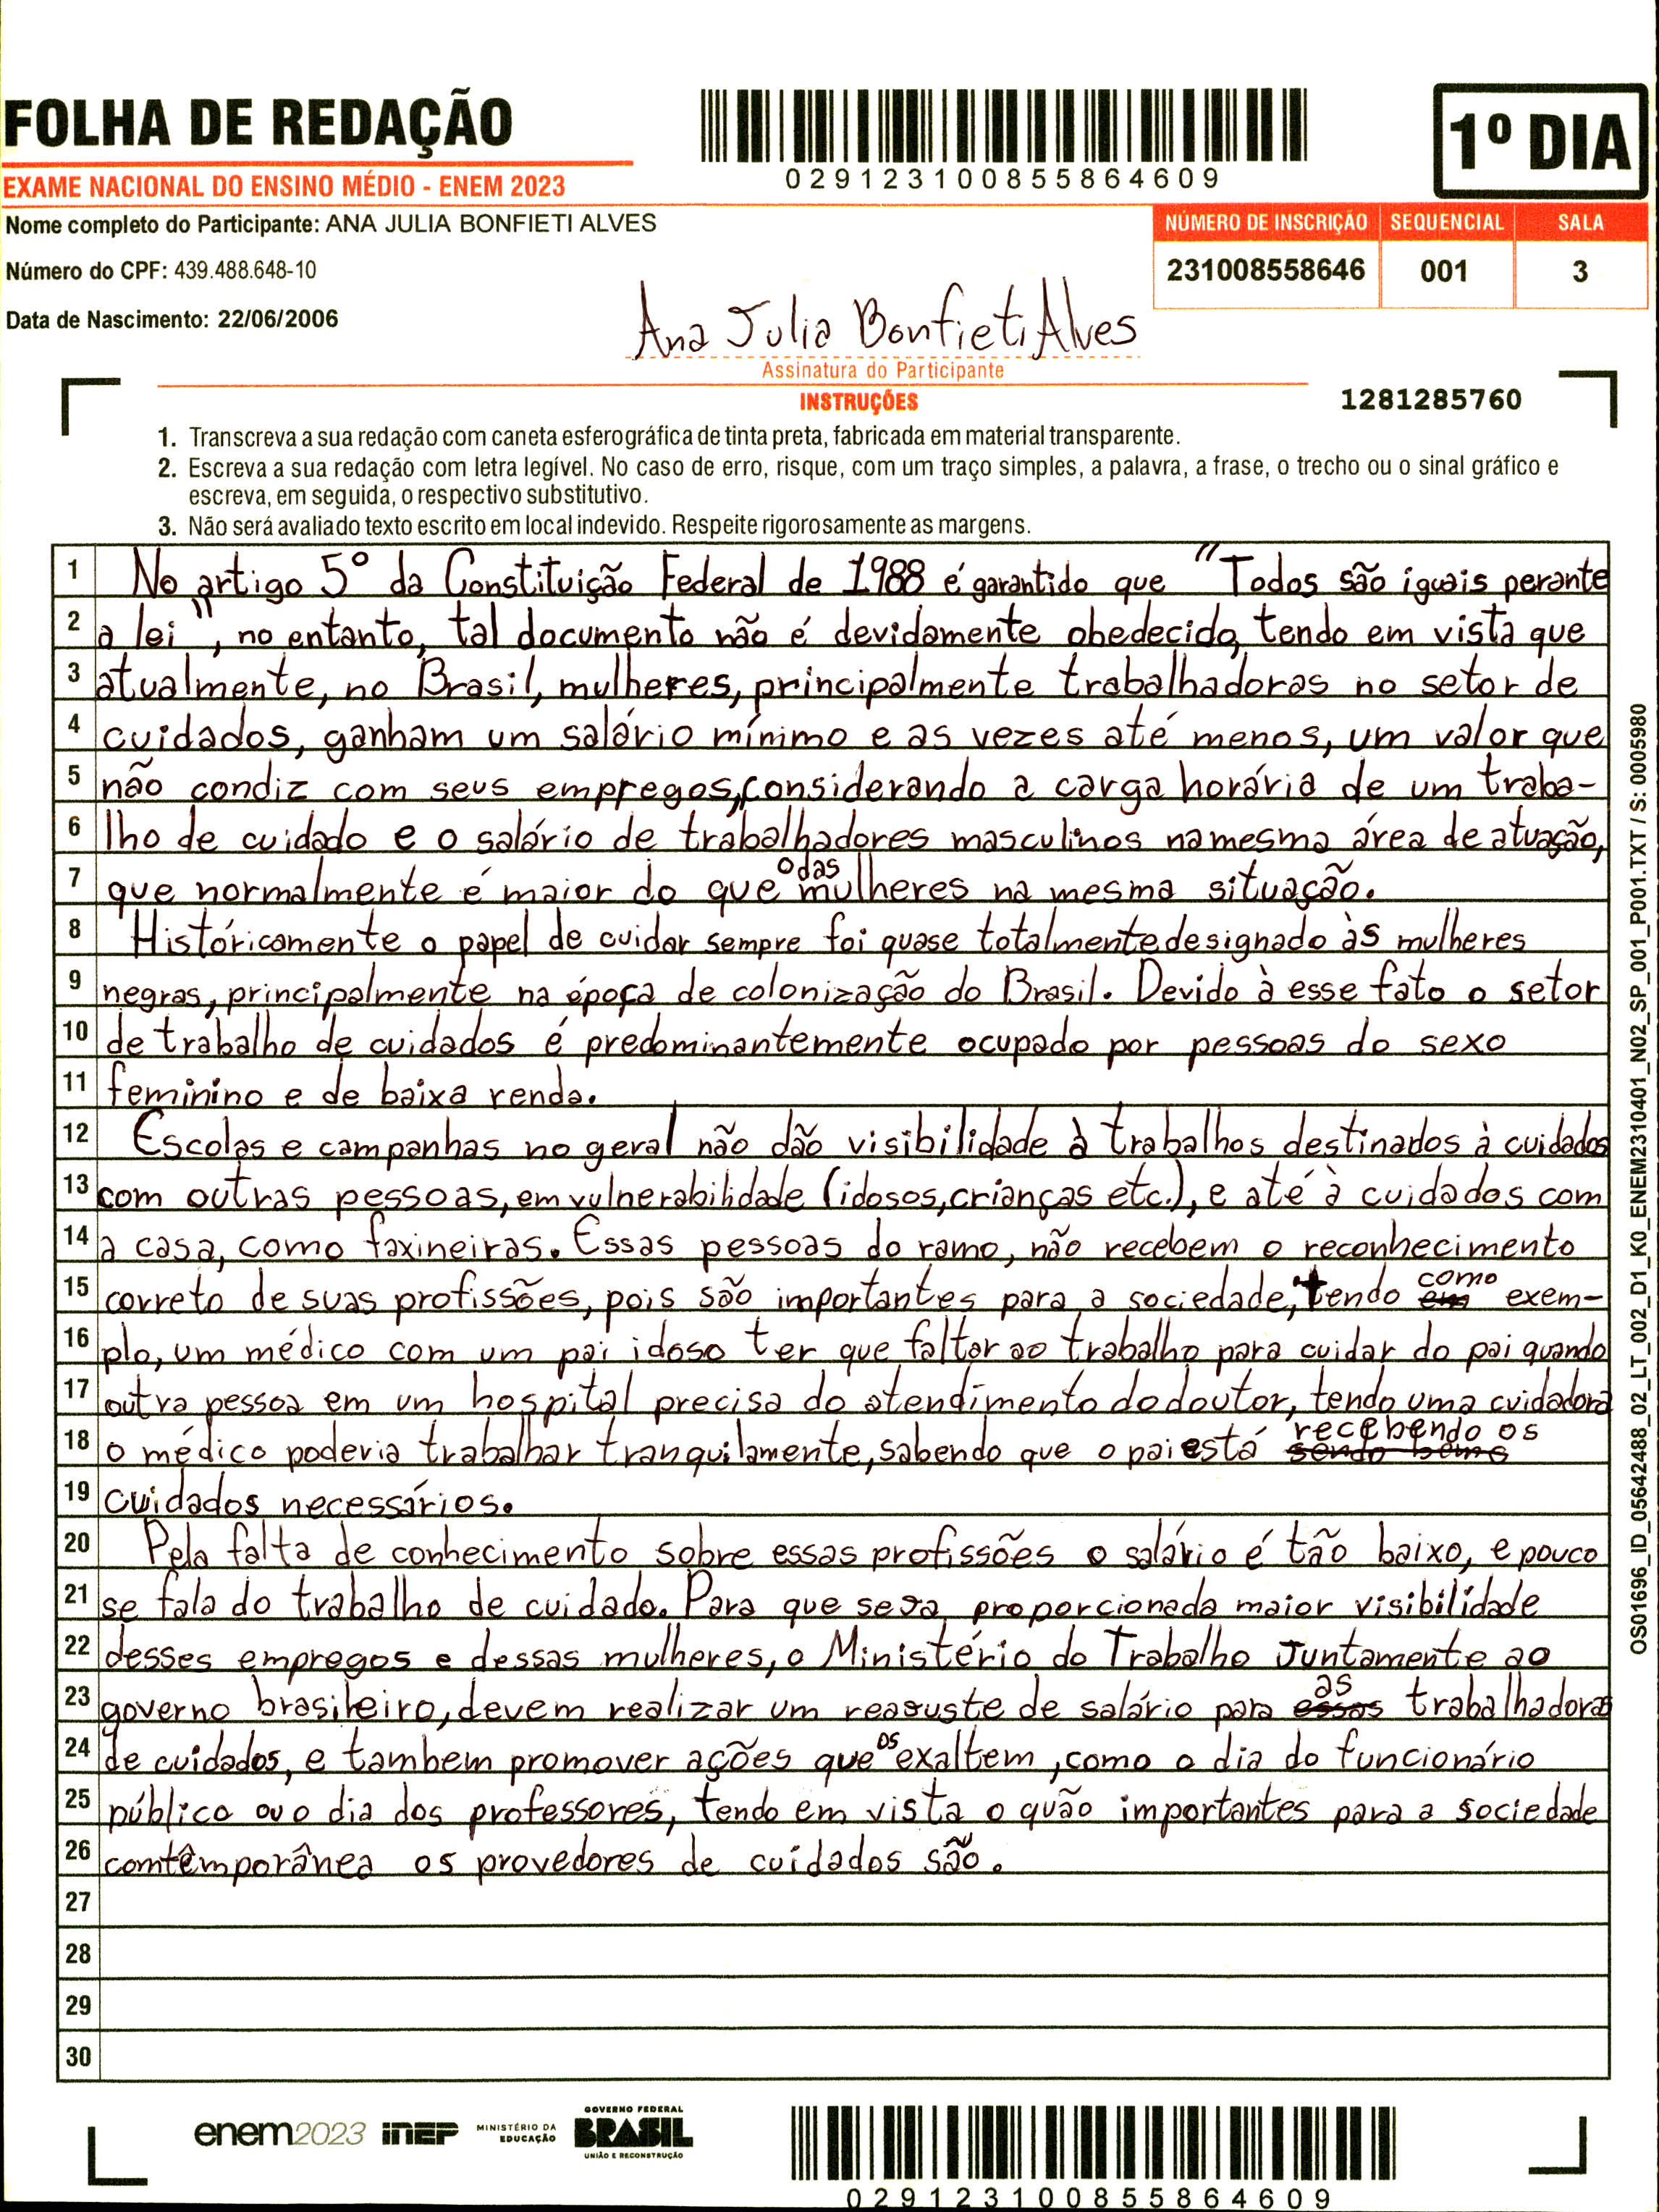 FOLHA DE REDAÇÃO
029123100855864609
1º DIA
EXAME NACIONAL DO ENSINO MÉDIO - ENEM 2023
Nome completo do Participante: ANA JULIA BONFIETI ALVES
NÚMERO DE INSCRIÇÃO SEQUENCIAL SALA
Número do CPF: 439.488.648-10
231008558646 001 3
Data de Nascimento: 22/06/2006
Ana Julia Bonfieti Alves
Assinatura do Participante
INSTRUÇÕES
1281285760
1. Transcreva a sua redação com caneta esferográfica de tinta preta, fabricada em material transparente.
2. Escreva a sua redação com letra legível. No caso de erro, risque, com um traço simples, a palavra, a frase, o trecho ou o sinal gráfico e
escreva, em seguida, o respectivo substitutivo.
3. Não será avaliado texto escrito em local indevido. Respeite rigorosamente as margens.
1 No artigo 5º da Constituição Federal de 1988 é garantido que "Todos são iguais perante
2 a lei", no entanto, tal documento não é devidamente obedecido, tendo em vista que
3 atualmente, no Brasil, mulheres, principalmente trabalhadoras no setor de
4 cuidados, ganham um salário mínimo e as vezes até menos, um valor que
5 não condiz com seus empregos, considerando a carga horária de um traba-
6 lho de cuidado e o salário de trabalhadores masculinos na mesma área de atuação,
7 que normalmente é maior do que o das mulheres na mesma situação.
8 Históricamente o papel de cuidar sempre foi quase totalmente designado às mulheres
9 negras, principalmente na época de colonização do Brasil. Devido à esse fato o setor
10 de trabalho de cuidados é predominantemente ocupado por pessoas do sexo
11 feminino e de baixa renda.
12 Escolas e campanhas no geral não dão visibilidade à trabalhos destinados à cuidados
13 com outras pessoas, em vulnerabilidade (idosos, crianças etc.), e até à cuidados com
14 a casa, como faxineiras. Essas pessoas do ramo, não recebem o reconhecimento
15 correto de suas profissões, pois são importantes para a sociedade, tendo em como exem-
16 plo, um médico com um pai idoso ter que faltar ao trabalho para cuidar do pai quando
17 outra pessoa em um hospital precisa do atendimento do doutor, tendo uma cuidadora
18 o médico poderia trabalhar tranquilamente, sabendo que o pai está recebendo os
19 cuidados necessários.
20 Pela falta de conhecimento sobre essas profissões o salário é tão baixo, e pouco
21 se fala do trabalho de cuidado. Para que seja proporcionada maior visibilidade
22 desses empregos e dessas mulheres, o Ministério do Trabalho Juntamente ao
23 governo brasileiro, devem realizar um reajuste de salário para essas as trabalhadoras
24 de cuidados, e tambem promover ações que os exaltem, como o dia do funcionário
25 público ou o dia dos professores, tendo em vista o quão importantes para a sociedade
26 comtêmporânea os provedores de cuidados são.
27
28
29
30
OS01696_ID_05642488_02_LT_002_D1_K0_ENEM2310401_N02_SP_001_P001.TXT / S: 0005980
enem2023 inep MINISTÉRIO DA EDUCAÇÃO GOVERNO FEDERAL BRASIL UNIÃO E RECONSTRUÇÃO
029123100855864609